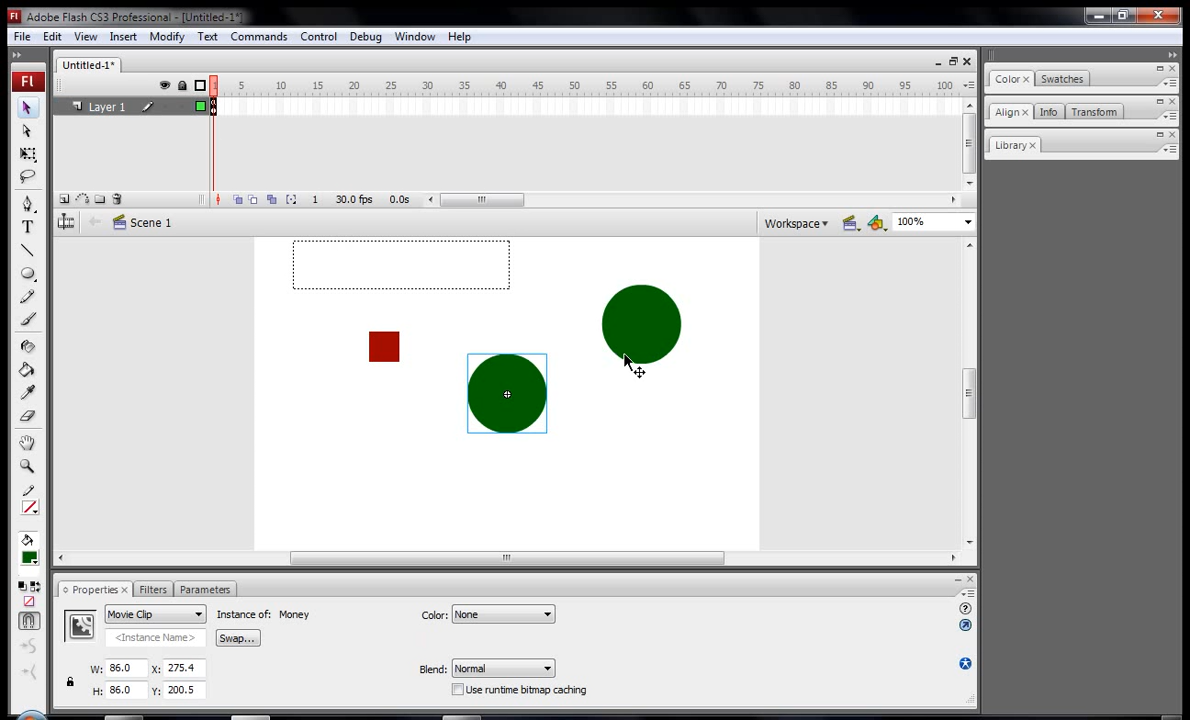 Fl Adobe Flash CS3 Professional - [Untitled-1*]
File Edit View Insert Modify Text Commands Control Debug Window Help
Untitled-1*
Fl
1 5 10 15 20 25 30 35 40 45 50 55 60 65 70 75 80 85 90 95 100
Layer 1
1 30.0 fps 0.0s
Scene 1 Workspace 100%
Color Swatches
Align Info Transform
Library
T
Properties Filters Parameters
Movie Clip Instance of: Money Color: None
<Instance Name> Swap...
W: 86.0 X: 275.4 Blend: Normal
H: 86.0 Y: 200.5 Use runtime bitmap caching